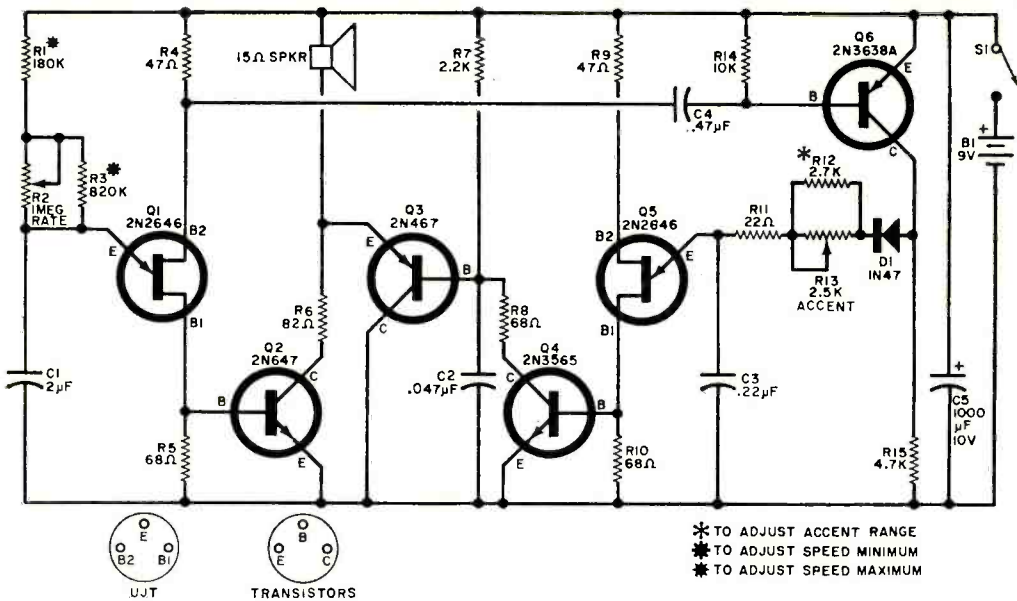 R1*
180K
R4
47Ω
15Ω SPKR
R7
2.2K
R9
47Ω
R14
10K
Q6
2N3638A
E
B
C
S1
+
B1
9V
C4
.47µF
R2
1MEG
RATE
R3*
820K
Q1
2N2646
E
B2
B1
Q3
2N467
E
B
C
Q5
2N2646
B2
E
B1
R11
22Ω
*R12
2.7K
R13
2.5K
ACCENT
D1
1N47
R6
82Ω
R8
68Ω
C1
2µF
Q2
2N647
B
C
E
C2
.047µF
Q4
2N3565
C
B
E
C3
.22µF
+
C5
1000
µF
10V
R5
68Ω
R10
68Ω
R15
4.7K
E
B2
B1
UJT
B
E
C
TRANSISTORS
* TO ADJUST ACCENT RANGE
* TO ADJUST SPEED MINIMUM
* TO ADJUST SPEED MAXIMUM